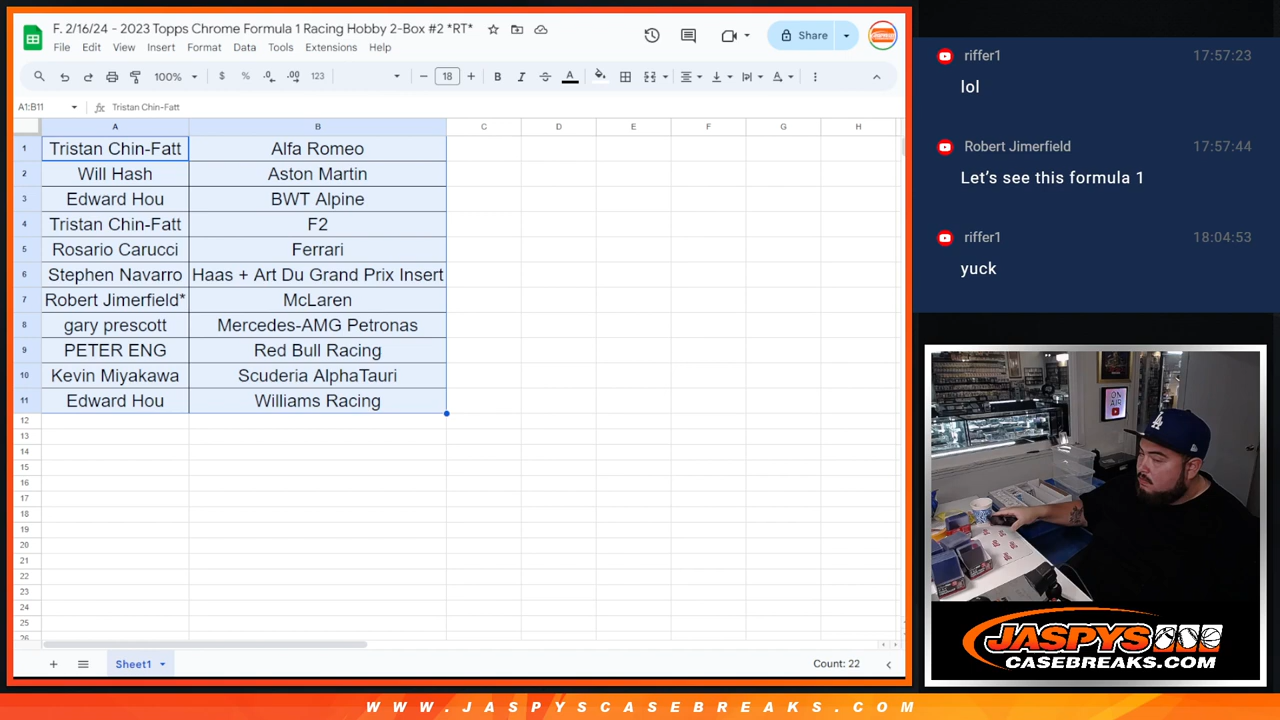 F. 2/16/24 - 2023 Topps Chrome Formula 1 Racing Hobby 2-Box #2 *RT*
File Edit View Insert Format Data Tools Extensions Help
Share
100% $ % .0 .00 123 18 B I A
A1:B11 fx Tristan Chin-Fatt
A B C D E F G H
1 Tristan Chin-Fatt Alfa Romeo
2 Will Hash Aston Martin
3 Edward Hou BWT Alpine
4 Tristan Chin-Fatt F2
5 Rosario Carucci Ferrari
6 Stephen Navarro Haas + Art Du Grand Prix Insert
7 Robert Jimerfield* McLaren
8 gary prescott Mercedes-AMG Petronas
9 PETER ENG Red Bull Racing
10 Kevin Miyakawa Scuderia AlphaTauri
11 Edward Hou Williams Racing
12
13
14
15
16
17
18
19
20
21
22
23
24
25
26
Sheet1
Count: 22
riffer1 17:57:23
lol
Robert Jimerfield 17:57:44
Let's see this formula 1
riffer1 18:04:53
yuck
ON AIR
LA
JASPYS
CASEBREAKS.COM
WWW.JASPYSCASEBREAKS.COM